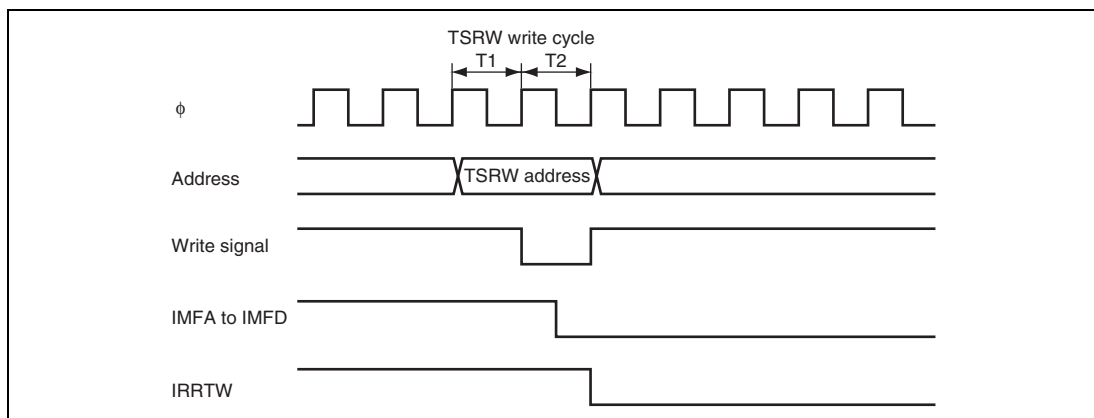 TSRW write cycle
T1 T2
ϕ
Address
TSRW address
Write signal
IMFA to IMFD
IRRTW